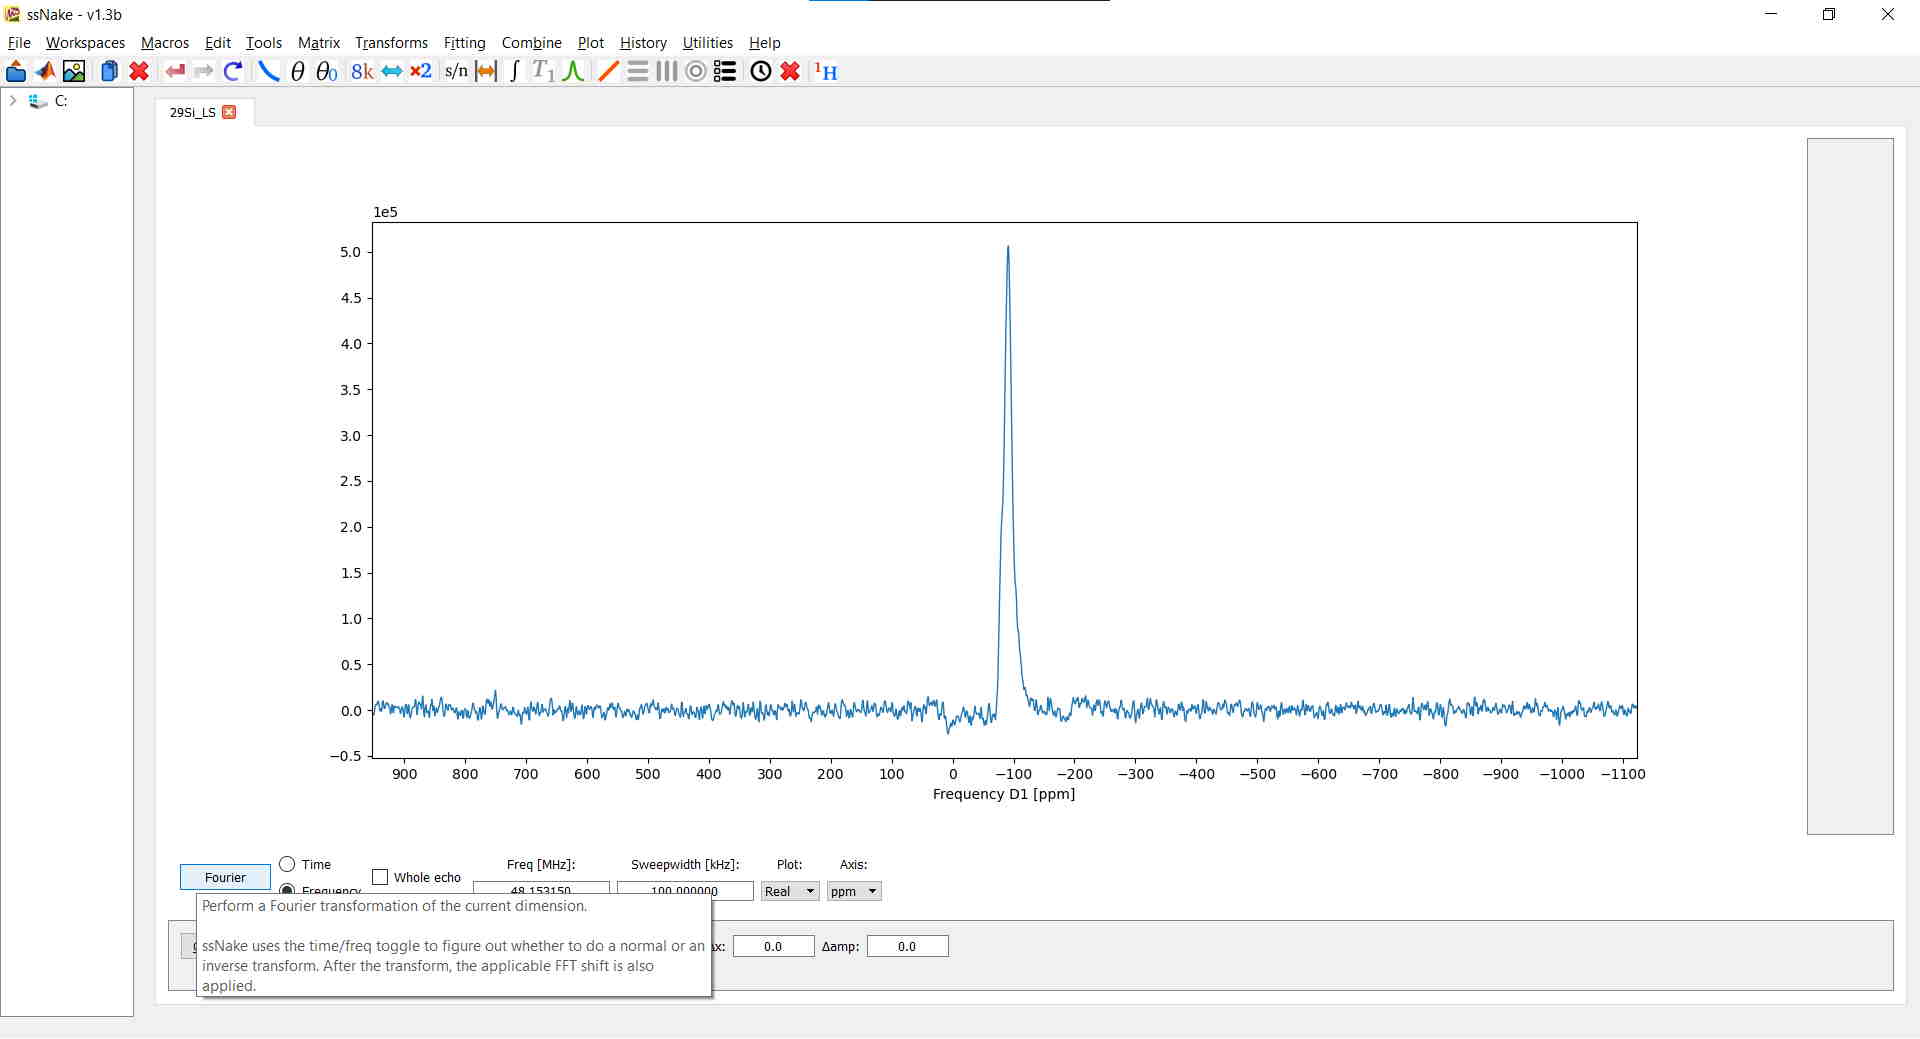 ssNake - v1.3b
File Workspaces Macros Edit Tools Matrix Transforms Fitting Combine Plot History Utilities Help
θ θ0 8k ×2 s/n ∫ T1 1H
C:
29Si_LS
1e5
5.0
4.5
4.0
3.5
3.0
2.5
2.0
1.5
1.0
0.5
0.0
−0.5
900 800 700 600 500 400 300 200 100 0 −100 −200 −300 −400 −500 −600 −700 −800 −900 −1000 −1100
Frequency D1 [ppm]
Time Freq [MHz]: Sweepwidth [kHz]: Plot: Axis:
Fourier Whole echo
Frequency 48.153150 100.000000 Real ppm
Perform a Fourier transformation of the current dimension.
ssNake uses the time/freq toggle to figure out whether to do a normal or an
inverse transform. After the transform, the applicable FFT shift is also
applied.
x: 0.0 Δamp: 0.0